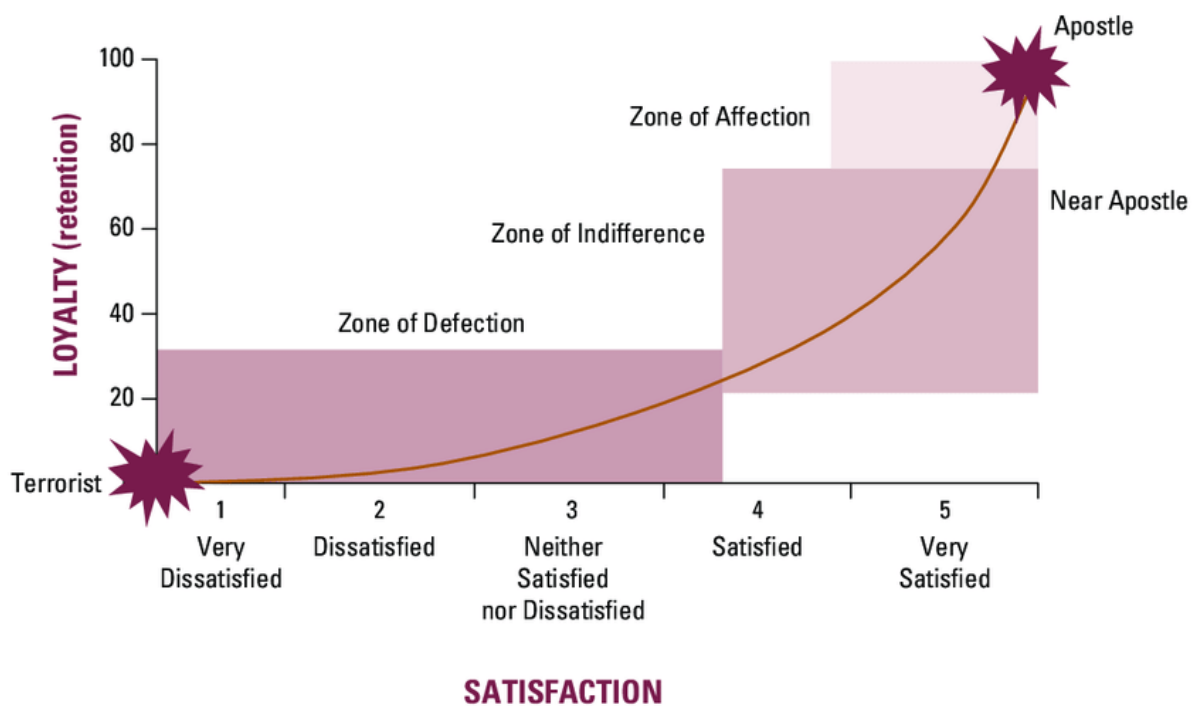 Apostle
100
Zone of Affection
80
Near Apostle
60
Zone of Indifference
LOYALTY (retention)
40
Zone of Defection
20
Terrorist
1 2 3 4 5
Very Dissatisfied Neither Satisfied Very
Dissatisfied Satisfied Satisfied
nor Dissatisfied
SATISFACTION